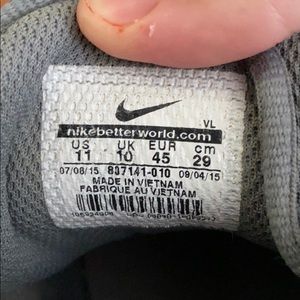 VL
nikebetterworld.com
US UK EUR cm
11 10 45 29
07/08/15 837141-010 09/04/15
MADE IN VIETNAM
FABRIQUE AU VIETNAM